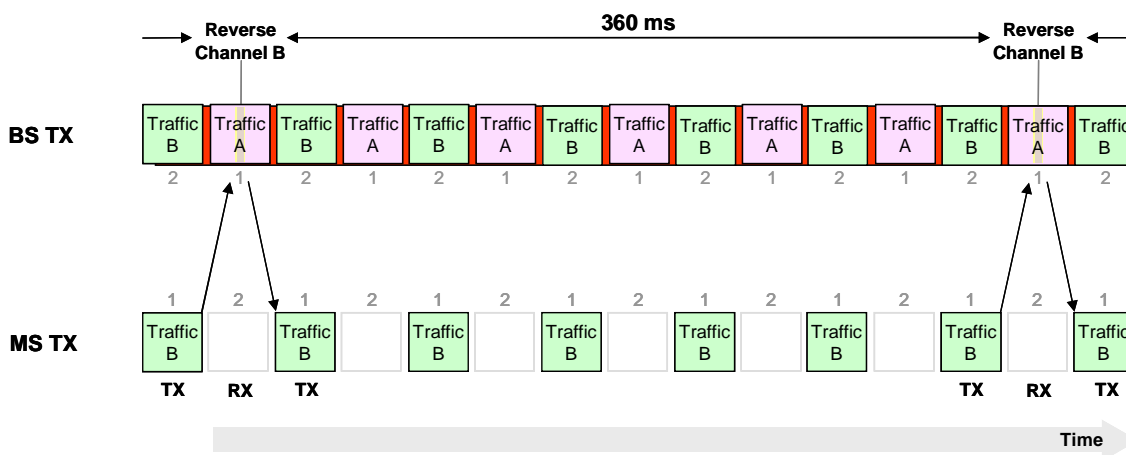 360 ms
Reverse Channel B
Reverse Channel B
BS TX
Traffic B Traffic A Traffic B Traffic A Traffic B Traffic A Traffic B Traffic A Traffic B Traffic A Traffic B Traffic A Traffic B Traffic A Traffic B
2 1 2 1 2 1 2 1 2 1 2 1 2 1 2
1 2 1 2 1 2 1 2 1 2 1 2 1 2 1
MS TX
Traffic B Traffic B Traffic B Traffic B Traffic B Traffic B Traffic B Traffic B
TX RX TX TX RX TX
Time